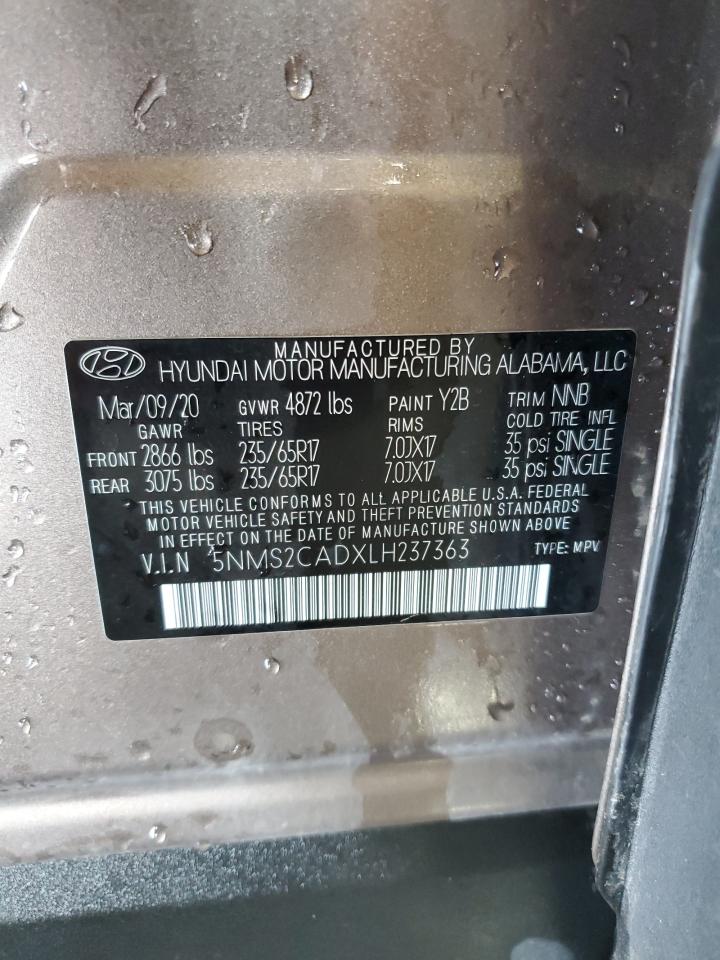 MANUFACTURED BY
HYUNDAI MOTOR MANUFACTURING ALABAMA, LLC
Mar/09/20 GVWR 4872 lbs PAINT Y2B TRIM NNB
GAWR TIRES RIMS COLD TIRE INFL
FRONT 2866 lbs 235/65R17 7.0JX17 35 psi SINGLE
REAR 3075 lbs 235/65R17 7.0JX17 35 psi SINGLE
THIS VEHICLE CONFORMS TO ALL APPLICABLE U.S.A. FEDERAL
MOTOR VEHICLE SAFETY AND THEFT PREVENTION STANDARDS
IN EFFECT ON THE DATE OF MANUFACTURE SHOWN ABOVE
V.I.N 5NMS2CADXLH237363 TYPE: MPV